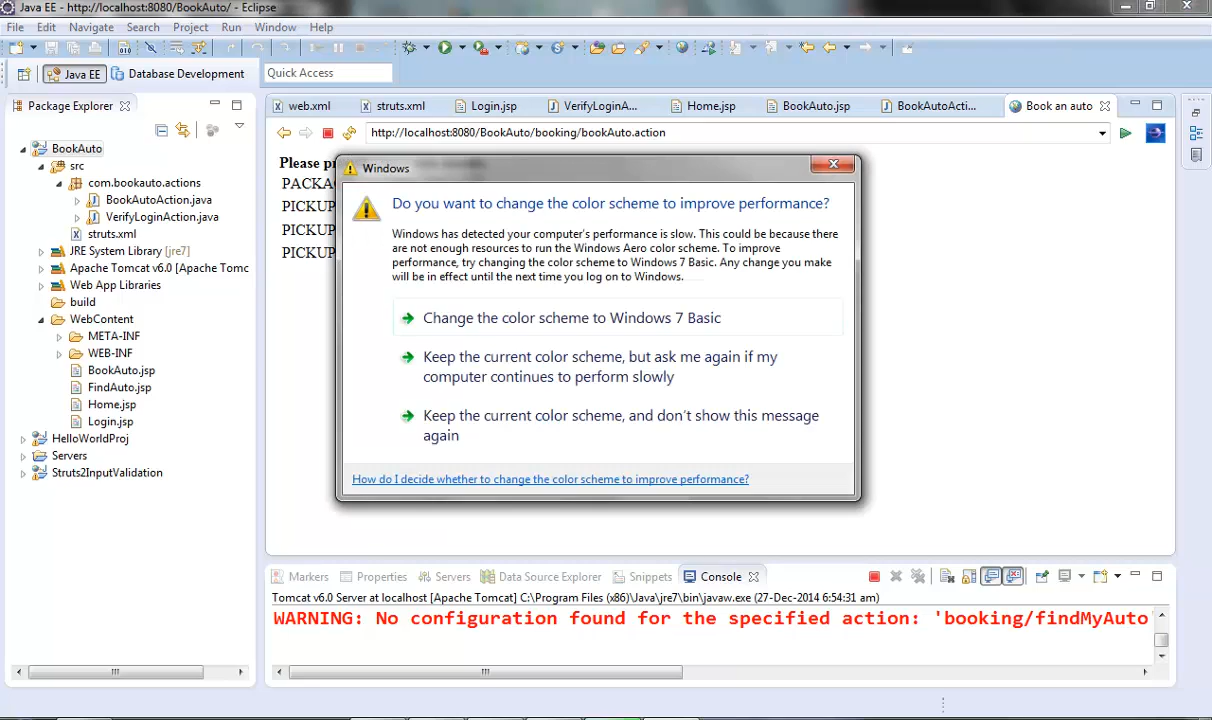 Java EE - http://localhost:8080/BookAuto/ - Eclipse
File Edit Navigate Search Project Run Window Help
Java EE Database Development Quick Access
Package Explorer
BookAuto
src
com.bookauto.actions
BookAutoAction.java
VerifyLoginAction.java
struts.xml
JRE System Library [jre7]
Apache Tomcat v6.0 [Apache Tomc
Web App Libraries
build
WebContent
META-INF
WEB-INF
BookAuto.jsp
FindAuto.jsp
Home.jsp
Login.jsp
HelloWorldProj
Servers
Struts2InputValidation
web.xml struts.xml Login.jsp VerifyLoginA... Home.jsp BookAuto.jsp BookAutoActi... Book an auto
http://localhost:8080/BookAuto/booking/bookAuto.action
Please p
PACKA
PICKUP
PICKUP
PICKUP
Windows
Do you want to change the color scheme to improve performance?
Windows has detected your computer's performance is slow. This could be because there
are not enough resources to run the Windows Aero color scheme. To improve
performance, try changing the color scheme to Windows 7 Basic. Any change you make
will be in effect until the next time you log on to Windows.
Change the color scheme to Windows 7 Basic
Keep the current color scheme, but ask me again if my
computer continues to perform slowly
Keep the current color scheme, and don't show this message
again
How do I decide whether to change the color scheme to improve performance?
Markers Properties Servers Data Source Explorer Snippets Console
Tomcat v6.0 Server at localhost [Apache Tomcat] C:\Program Files (x86)\Java\jre7\bin\javaw.exe (27-Dec-2014 6:54:31 am)
WARNING: No configuration found for the specified action: 'booking/findMyAuto'